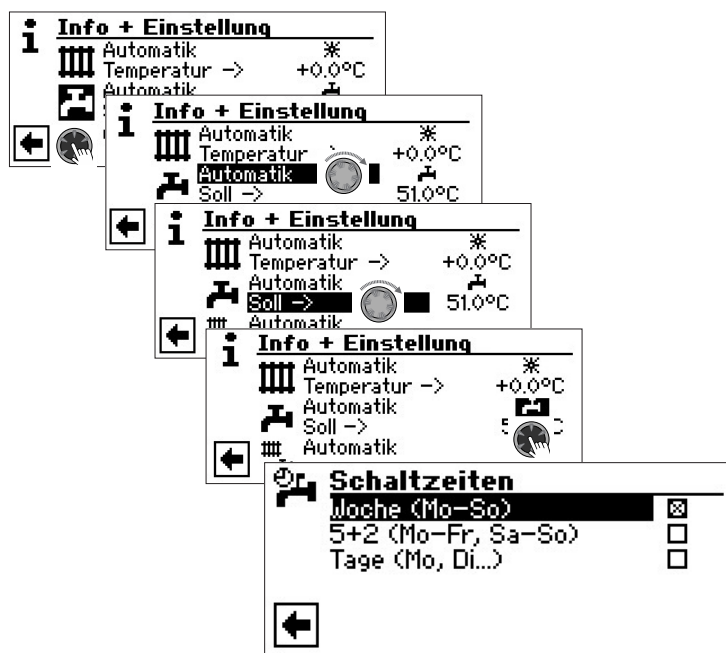 Info + Einstellung
Automatik
Temperatur -> +0.0°C
Automatik
Info + Einstellung
Automatik
Temperatur +0.0°C
Automatik
Soll -> 51.0°C
Info + Einstellung
Automatik
Temperatur -> +0.0°C
Automatik
Soll -> 51.0°C
Automatik
Info + Einstellung
Automatik
Temperatur -> +0.0°C
Automatik
Soll ->
Automatik
Schaltzeiten
Woche (Mo-So)
5+2 (Mo-Fr, Sa-So)
Tage (Mo, Di...)